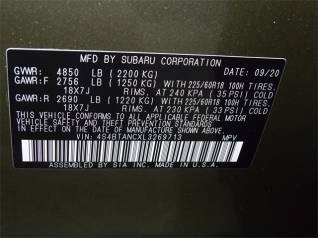 MFD BY SUBARU CORPORATION 09/20
GVWR: 4850 LB (2200 KG)
GAWR:F 2756 LB (1250 KG) WITH 225/60R18 100H TIRES
18X7J RIMS, AT 240 KPA (35 PSI) COLD
GAWR:R 2690 LB (1220 KG) WITH 225/60R18 100H TIRES
18X7J RIMS, AT 230 KPA (33 PSI) COLD
THIS VEHICLE CONFORMS TO ALL APPLICABLE
FEDERAL MOTOR VEHICLE SAFETY, BUMPER, AND
THEFT PREVENTION STANDARDS IN EFFECT ON
THE DATE OF MANUFACTURE SHOWN ABOVE.
VIN: 4S4BTANCXL3269713 MPV
ASSEMBLED BY SIA INC. MADE IN U.S.A.